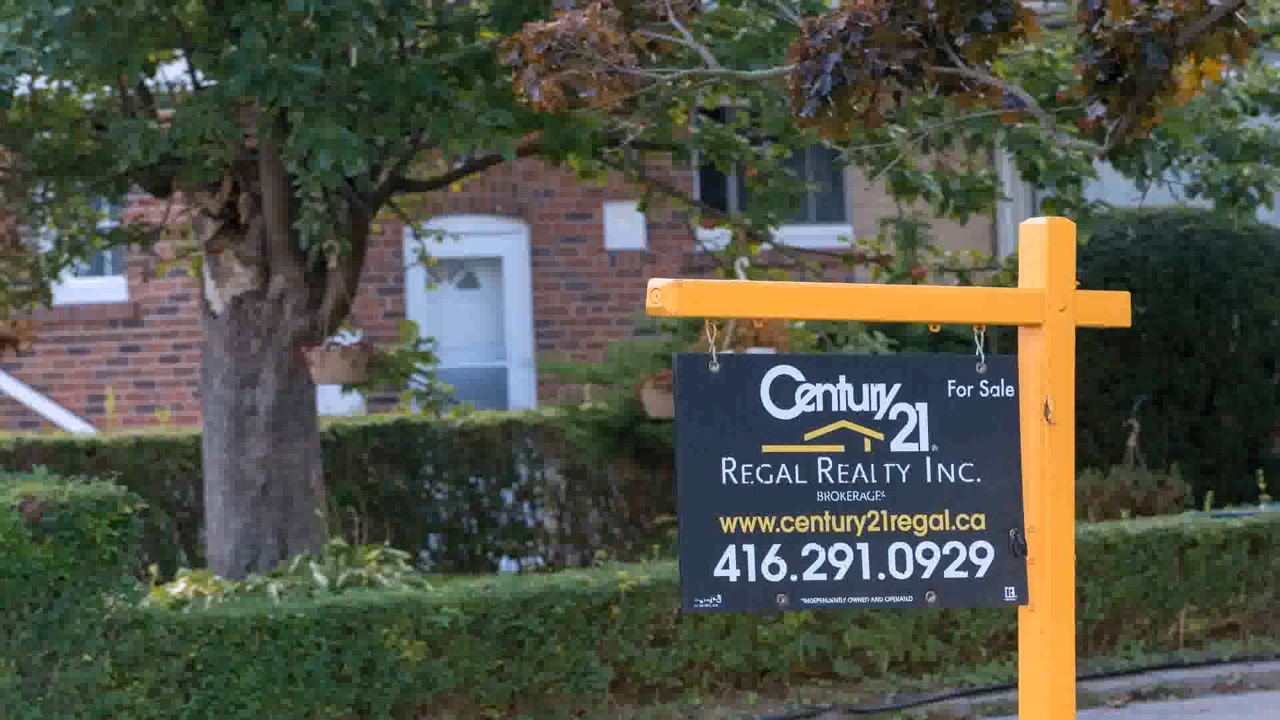 Century 21
For Sale
REGAL REALTY INC.
BROKERAGE*
www.century21regal.ca
416.291.0929
*INDEPENDENTLY OWNED AND OPERATED